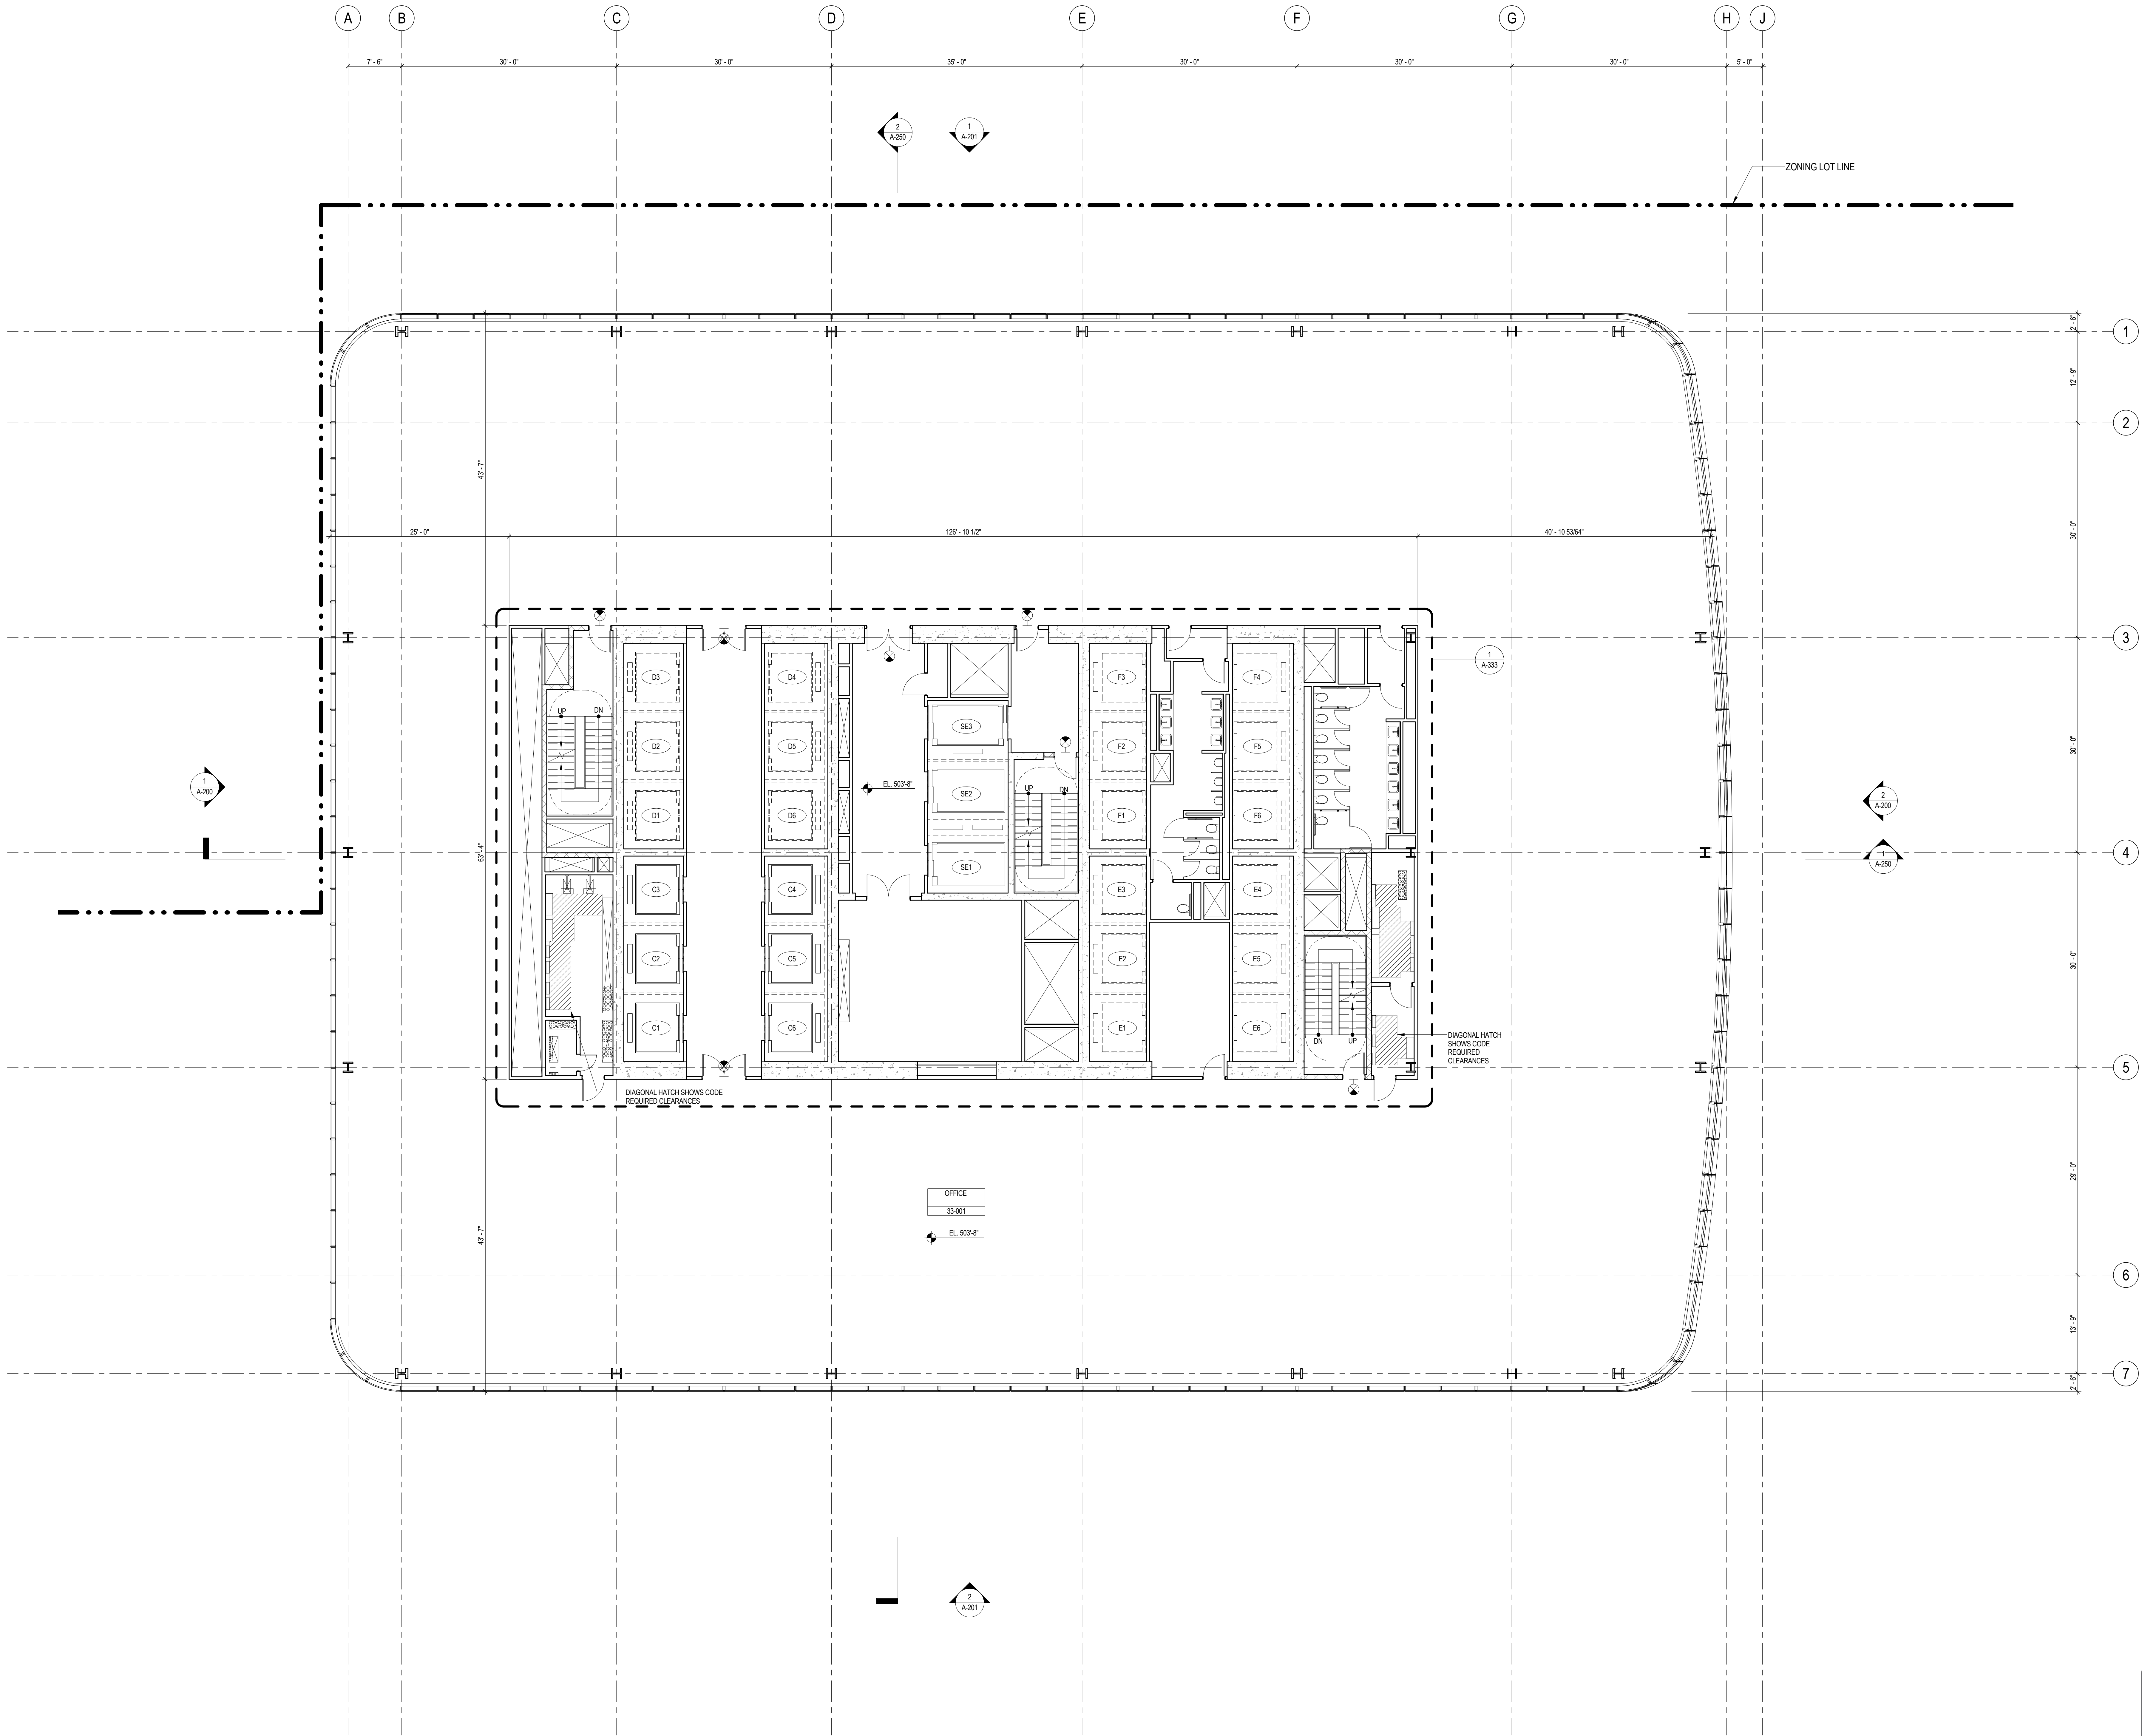 A B C D E F G H J
7' - 6" 30' - 0" 30' - 0" 35' - 0" 30' - 0" 30' - 0" 30' - 0" 5' - 0"
2
A-250
1
A-201
ZONING LOT LINE
1
2' - 6"
12' - 9"
2
43' - 7"
30' - 0"
25' - 0" 126' - 10 1/2" 40' - 10 53/64"
3
1
A-333
D3 D4 F3 F4
UP DN
SE3
D2 D5 F2 F5
30' - 0"
1
A-200
EL. 503'-8"
SE2
UP DN
2
A-200
D1 D6 F1 F6
63' - 4"
4
1
A-250
SE1
C3 C4 E3 E4
C2 C5 E2 E5
30' - 0"
C1 C6 E1 E6
DN UP
DIAGONAL HATCH
SHOWS CODE
REQUIRED
CLEARANCES
5
DIAGONAL HATCH SHOWS CODE
REQUIRED CLEARANCES
29' - 0"
OFFICE
33-001
EL. 503'-8"
43' - 7"
6
13' - 9"
7
2' - 6"
2
A-201